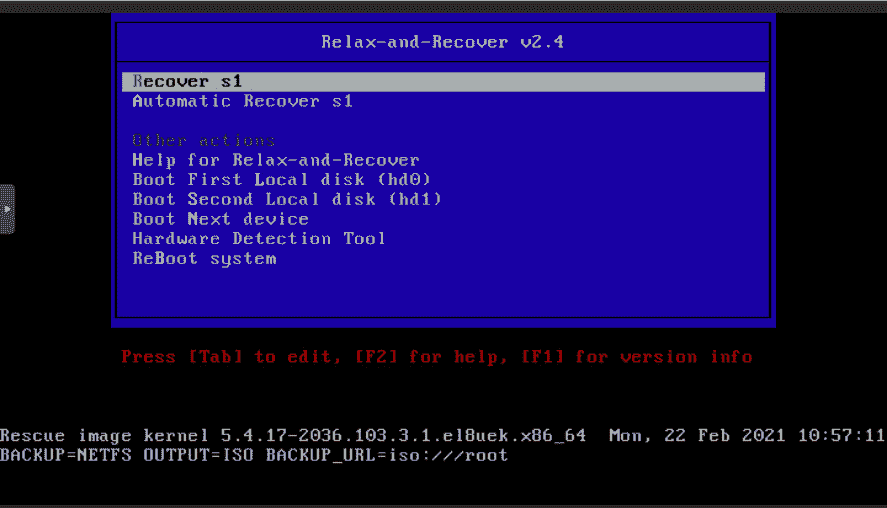 Relax-and-Recover v2.4
Recover s1
Automatic Recover s1
Other actions
Help for Relax-and-Recover
Boot First Local disk (hd0)
Boot Second Local disk (hd1)
Boot Next device
Hardware Detection Tool
ReBoot system
Press [Tab] to edit, [F2] for help, [F1] for version info
Rescue image kernel 5.4.17-2036.103.3.1.el8uek.x86_64  Mon, 22 Feb 2021 10:57:11
BACKUP=NETFS OUTPUT=ISO BACKUP_URL=iso:///root